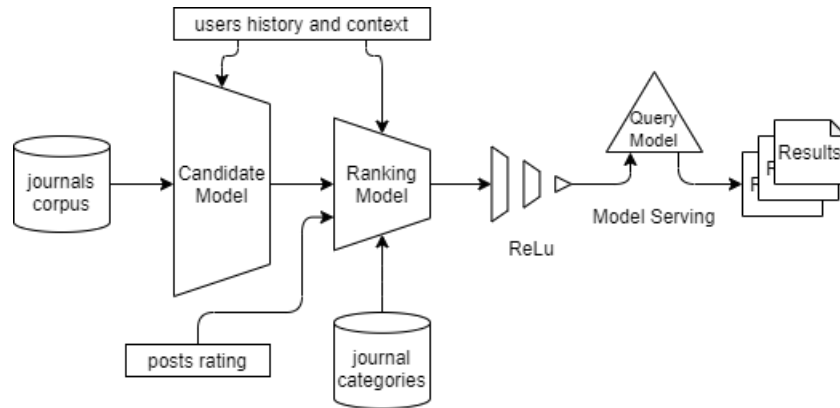 users history and context
journals
corpus
Candidate
Model
Ranking
Model
posts rating
journal
categories
ReLu
Query
Model
Model Serving
Results
R
F